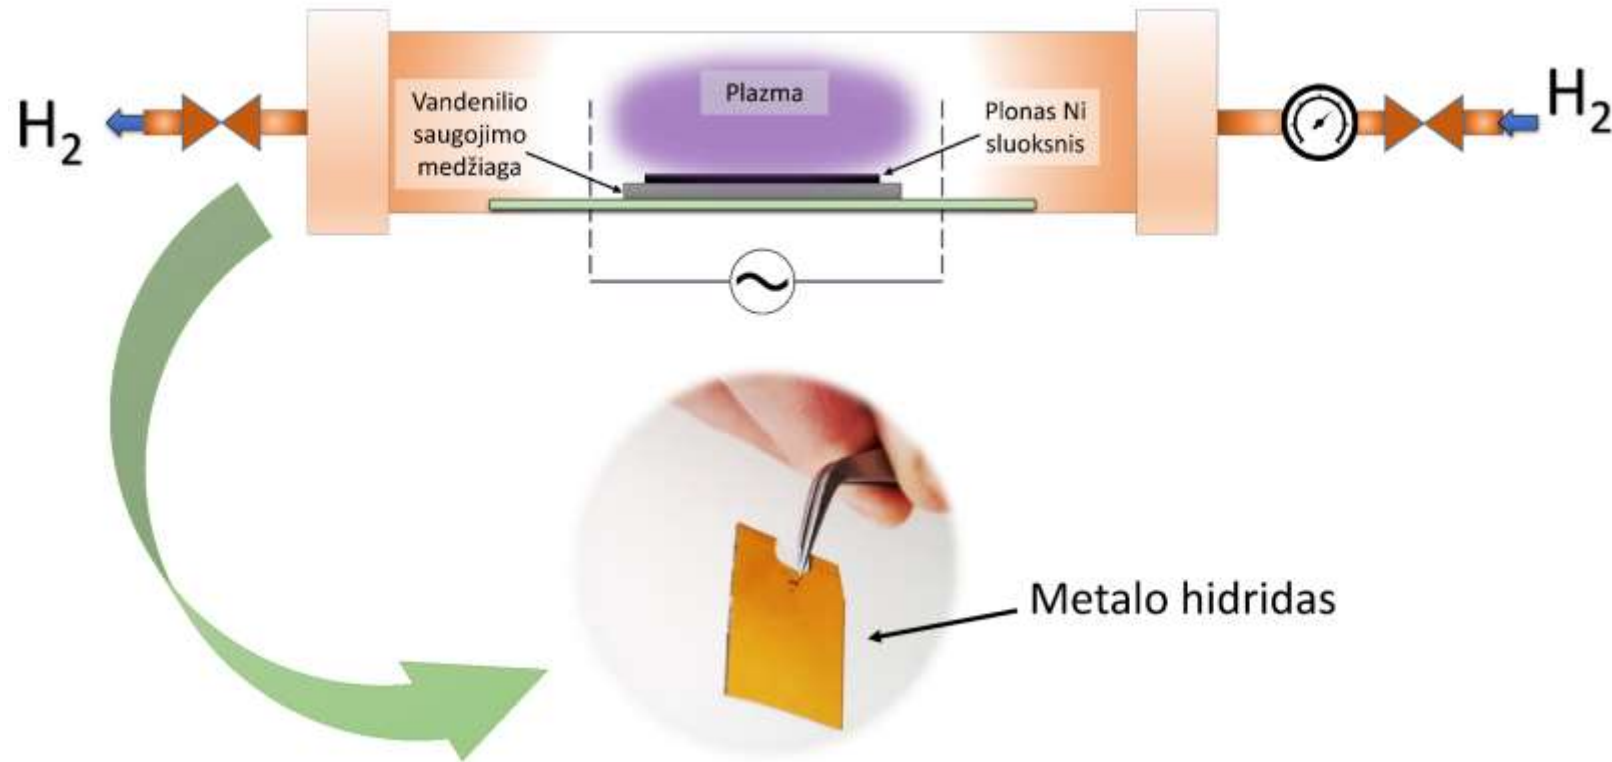 H₂
Vandenilio
saugojimo
medžiaga
Plazma
Plonas Ni
sluoksnis
H₂
Metalo hidridas